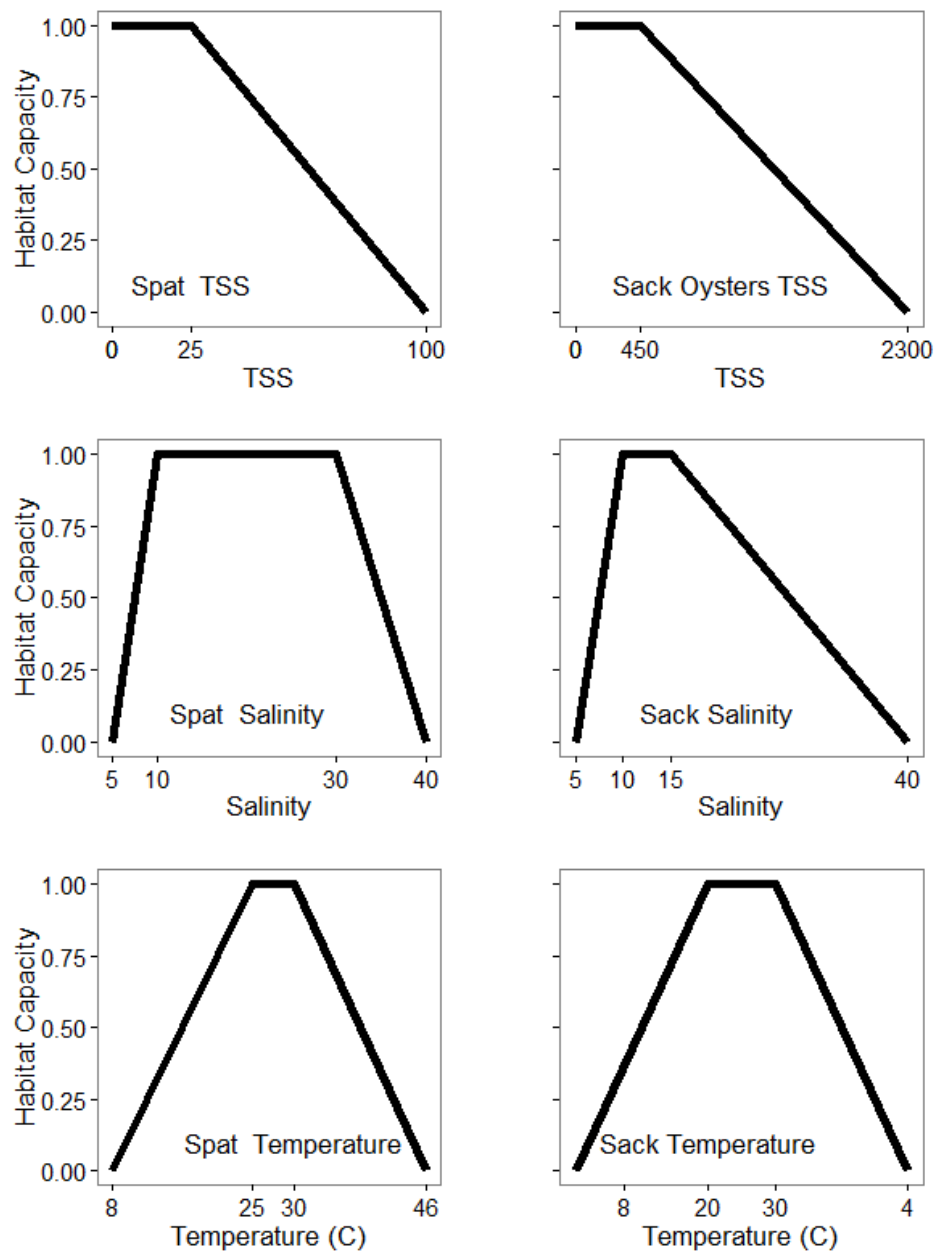 1.00
0.75
0.50
0.25
0.00
Habitat Capacity
Spat TSS
0 25 100
TSS
Sack Oysters TSS
0 450 2300
TSS
1.00
0.75
0.50
0.25
0.00
Habitat Capacity
Spat Salinity
5 10 30 40
Salinity
Sack Salinity
5 10 15 40
Salinity
1.00
0.75
0.50
0.25
0.00
Habitat Capacity
Spat Temperature
8 25 30 46
Temperature (C)
Sack Temperature
8 20 30 4
Temperature (C)